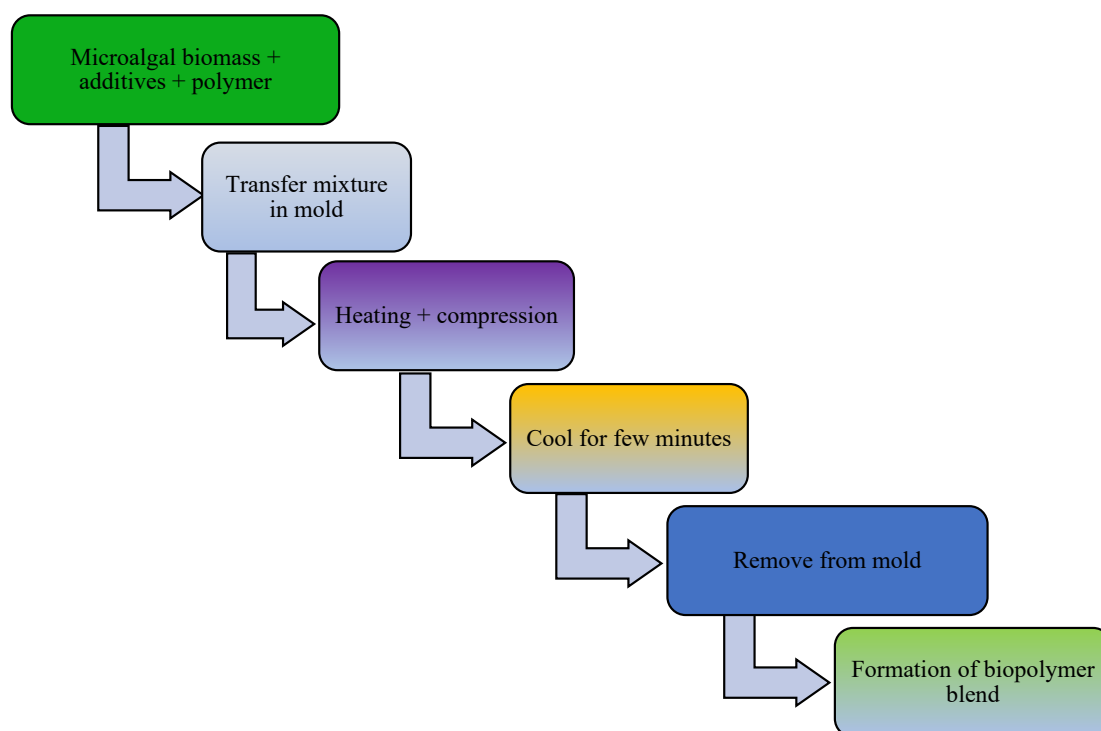 Microalgal biomass +
additives + polymer
Transfer mixture
in mold
Heating + compression
Cool for few minutes
Remove from mold
Formation of biopolymer
blend